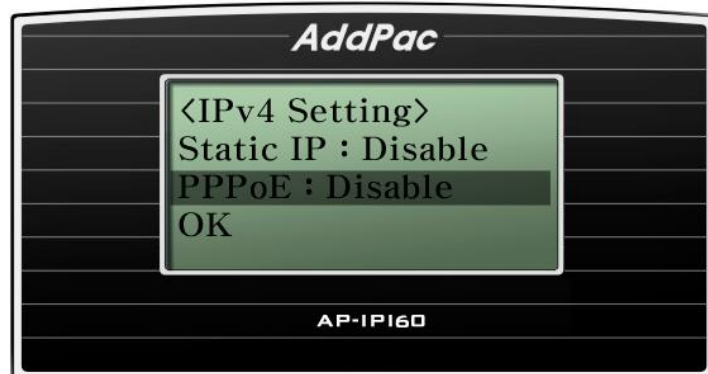 AddPac
<IPv4 Setting>
Static IP : Disable
PPPoE : Disable
OK
AP-IP160